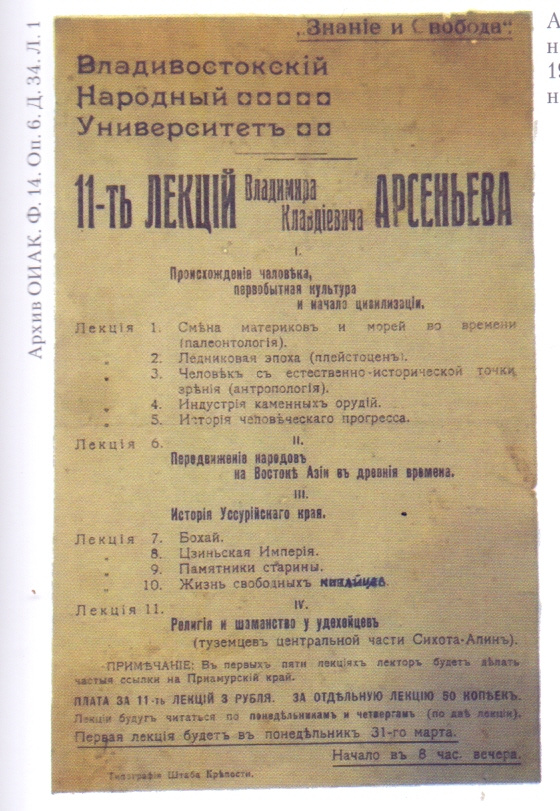 „Знаніе и Свобода“.
Владивостокскій
Народный
Университетъ
11-ть ЛЕКЦІЙ Владимира Клавдіевича АРСЕНЬЕВА
I.
Происхожденіе человѣка,
первобытная культура
и начало цивилизаціи.
Лекція 1. Смѣна материковъ и морей во времени
(палеонтологія).
„ 2. Ледниковая эпоха (плейстоценъ).
„ 3. Человѣкъ съ естественно-исторической точки
зрѣнія (антропологія).
„ 4. Индустрія каменныхъ орудій.
„ 5. Исторія человѣческаго прогресса.
II.
Лекція 6. Передвиженіе народовъ
на Востокѣ Азіи въ древнія времена.
III.
Исторія Уссурійскаго края.
Лекція 7. Бохай.
„ 8. Цзиньская Имперія.
„ 9. Памятники старины.
„ 10. Жизнь свободныхъ
IV.
Лекція 11. Религія и шаманство у удехейцевъ
(туземцевъ центральной части Сихота-Алинъ).
ПРИМѢЧАНІЕ: Въ первыхъ пяти лекціяхъ лекторъ будетъ дѣлать
частыя ссылки на Приамурскій край.
ПЛАТА ЗА 11-ть ЛЕКЦІЙ 3 РУБЛЯ. ЗА ОТДѢЛЬНУЮ ЛЕКЦІЮ 50 КОПѢЕКЪ.
Лекціи будутъ читаться по понедѣльникамъ и четвергамъ (по двѣ лекціи).
Первая лекція будетъ въ понедѣльникъ 31-го марта.
Начало въ 8 час. вечера.
Типографія Штаба Крѣпости.
Архив ОИАК. Ф. 14. Оп. 6. Д. 34. Л. 1